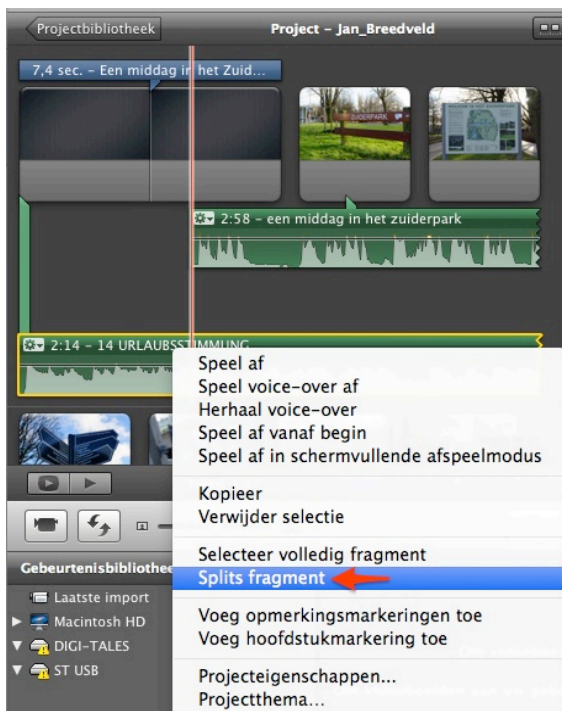 Projectbibliotheek
Project – Jan_Breedveld
7,4 sec. – Een middag in het Zuid...
ZUIDERPARK
2:58 – een middag in het zuiderpark
2:14 – 14 URLAUBSSTIMMUNG
Speel af
Speel voice-over af
Herhaal voice-over
Speel af vanaf begin
Speel af in schermvullende afspeelmodus
Kopieer
Verwijder selectie
Selecteer volledig fragment
Splits fragment
Voeg opmerkingsmarkeringen toe
Voeg hoofdstukmarkering toe
Projecteigenschappen...
Projectthema...
Gebeurtenisbibliothee
Laatste import
Macintosh HD
DIGI-TALES
ST USB